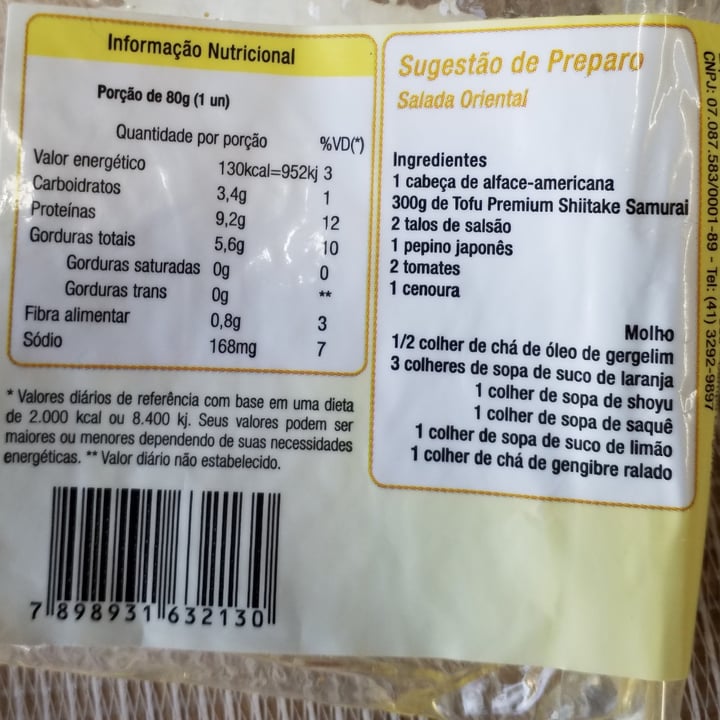 Informação Nutricional
Porção de 80g (1 un)
Quantidade por porção %VD(*)
Valor energético 130kcal=952kj 3
Carboidratos 3,4g 1
Proteínas 9,2g 12
Gorduras totais 5,6g 10
Gorduras saturadas 0g 0
Gorduras trans 0g **
Fibra alimentar 0,8g 3
Sódio 168mg 7
* Valores diários de referência com base em uma dieta
de 2.000 kcal ou 8.400 kj. Seus valores podem ser
maiores ou menores dependendo de suas necessidades
energéticas. ** Valor diário não estabelecido.
7 898931 632130
Sugestão de Preparo
Salada Oriental
Ingredientes
1 cabeça de alface-americana
300g de Tofu Premium Shiitake Samurai
2 talos de salsão
1 pepino japonês
2 tomates
1 cenoura
Molho
1/2 colher de chá de óleo de gergelim
3 colheres de sopa de suco de laranja
1 colher de sopa de shoyu
1 colher de sopa de saquê
1 colher de sopa de suco de limão
1 colher de chá de gengibre ralado
CNPJ: 07.087.583/0001-89 - Tel: (41) 3292-9897